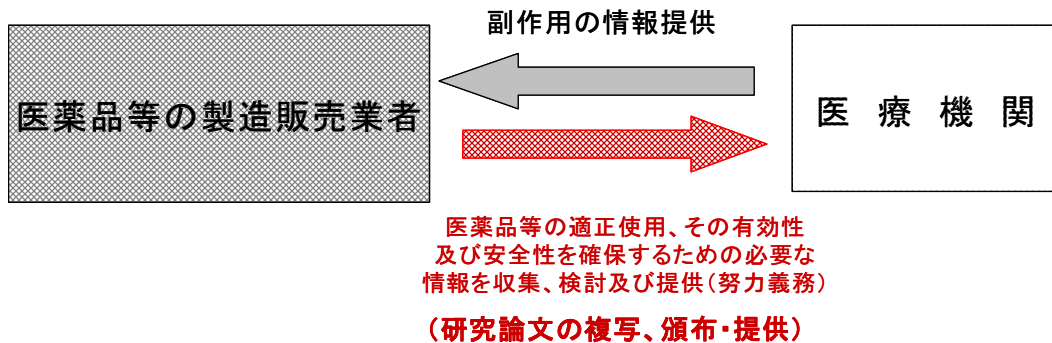 副作用の情報提供
医薬品等の製造販売業者
医療機関
医薬品等の適正使用、その有効性
及び安全性を確保するための必要な
情報を収集、検討及び提供(努力義務)
(研究論文の複写、頒布・提供)